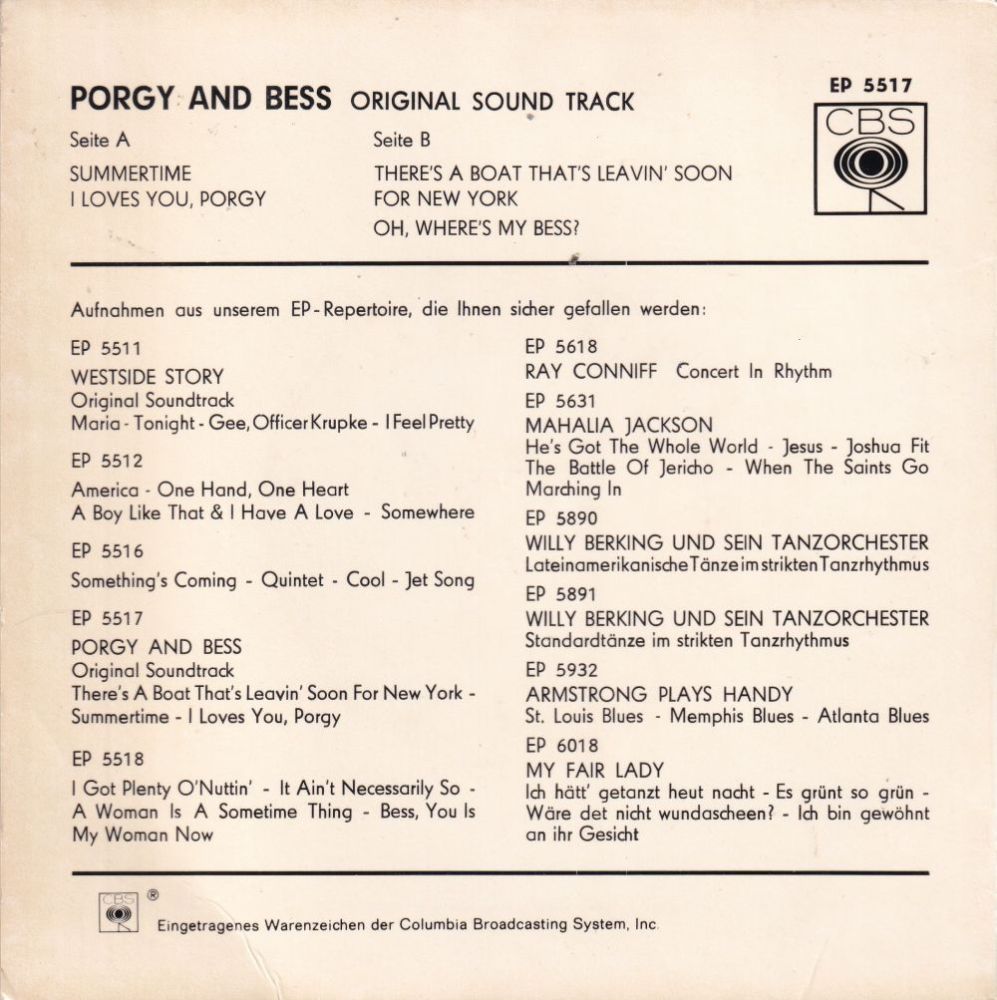 PORGY AND BESS ORIGINAL SOUND TRACK
EP 5517
CBS
Seite A
SUMMERTIME
I LOVES YOU, PORGY
Seite B
THERE'S A BOAT THAT'S LEAVIN' SOON
FOR NEW YORK
OH, WHERE'S MY BESS?
Aufnahmen aus unserem EP-Repertoire, die Ihnen sicher gefallen werden:
EP 5511
WESTSIDE STORY
Original Soundtrack
Maria - Tonight - Gee, Officer Krupke - I Feel Pretty
EP 5512
America - One Hand, One Heart
A Boy Like That & I Have A Love - Somewhere
EP 5516
Something's Coming - Quintet - Cool - Jet Song
EP 5517
PORGY AND BESS
Original Soundtrack
There's A Boat That's Leavin' Soon For New York -
Summertime - I Loves You, Porgy
EP 5518
I Got Plenty O'Nuttin' - It Ain't Necessarily So -
A Woman Is A Sometime Thing - Bess, You Is
My Woman Now
EP 5618
RAY CONNIFF Concert In Rhythm
EP 5631
MAHALIA JACKSON
He's Got The Whole World - Jesus - Joshua Fit
The Battle Of Jericho - When The Saints Go
Marching In
EP 5890
WILLY BERKING UND SEIN TANZORCHESTER
Lateinamerikanische Tänze im strikten Tanzrhythmus
EP 5891
WILLY BERKING UND SEIN TANZORCHESTER
Standardtänze im strikten Tanzrhythmus
EP 5932
ARMSTRONG PLAYS HANDY
St. Louis Blues - Memphis Blues - Atlanta Blues
EP 6018
MY FAIR LADY
Ich hätt' getanzt heut nacht - Es grünt so grün -
Wäre det nicht wundascheen? - Ich bin gewöhnt
an ihr Gesicht
CBS ®
Eingetragenes Warenzeichen der Columbia Broadcasting System, Inc.